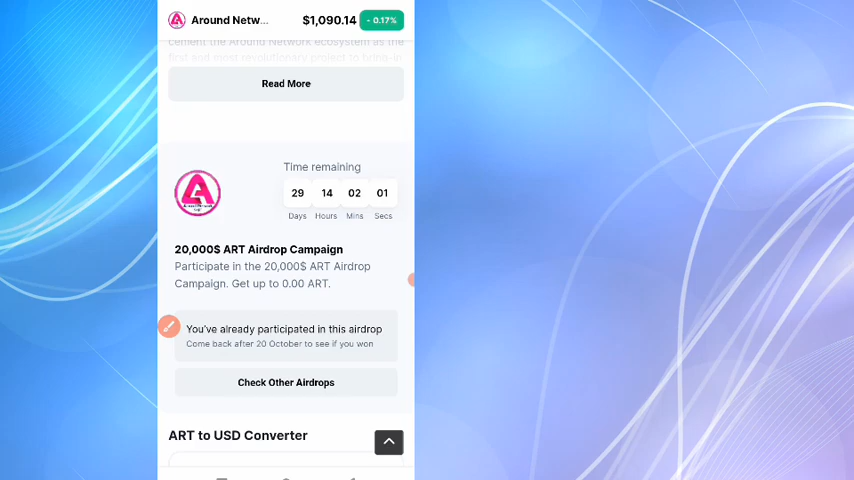 Around Netw...
$1,090.14
- 0.17%
cement the Around Network ecosystem as the
first and most revolutionary project to bring-in
Read More
Time remaining
29 14 02 01
Days Hours Mins Secs
20,000$ ART Airdrop Campaign
Participate in the 20,000$ ART Airdrop
Campaign. Get up to 0.00 ART.
You've already participated in this airdrop
Come back after 20 October to see if you won
Check Other Airdrops
ART to USD Converter